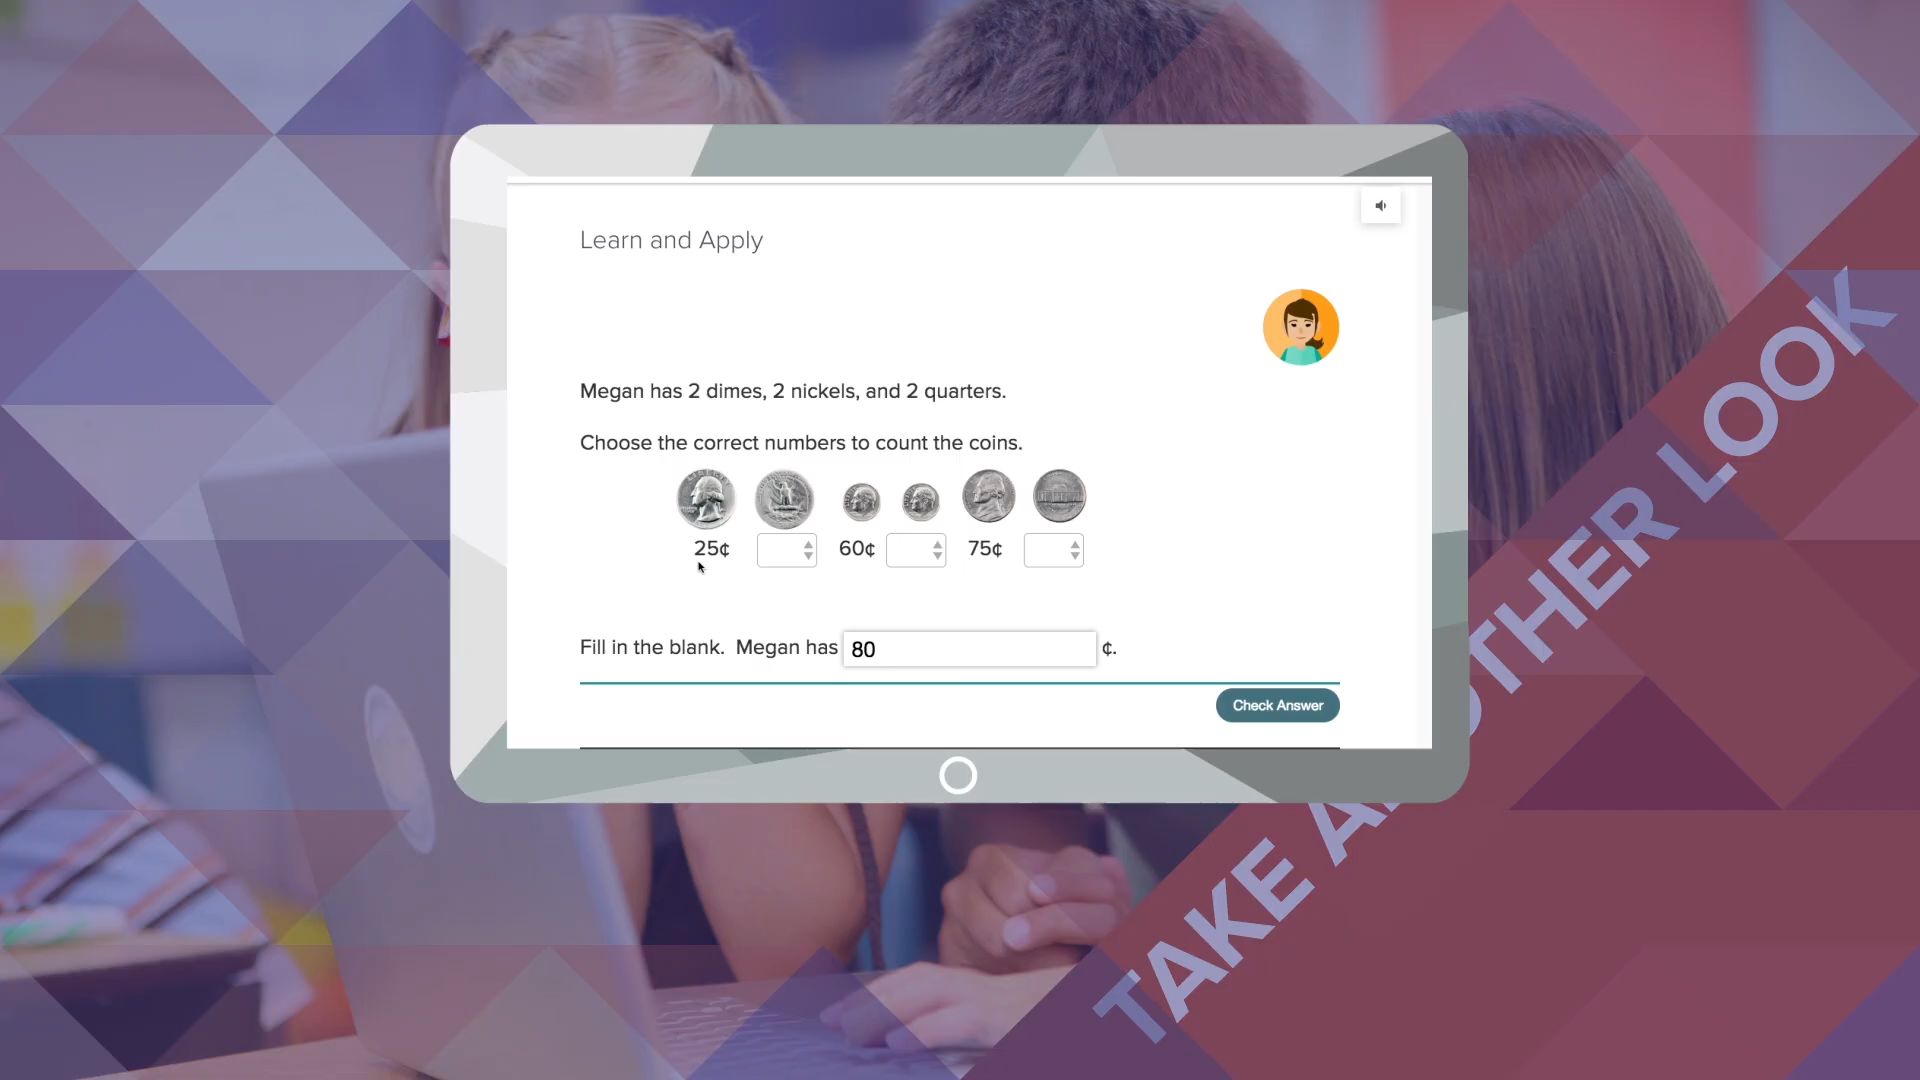 Learn and Apply
Megan has 2 dimes, 2 nickels, and 2 quarters.
Choose the correct numbers to count the coins.
25¢ 60¢ 75¢
Fill in the blank. Megan has 80 ¢.
Check Answer
TAKE A OTHER LOOK